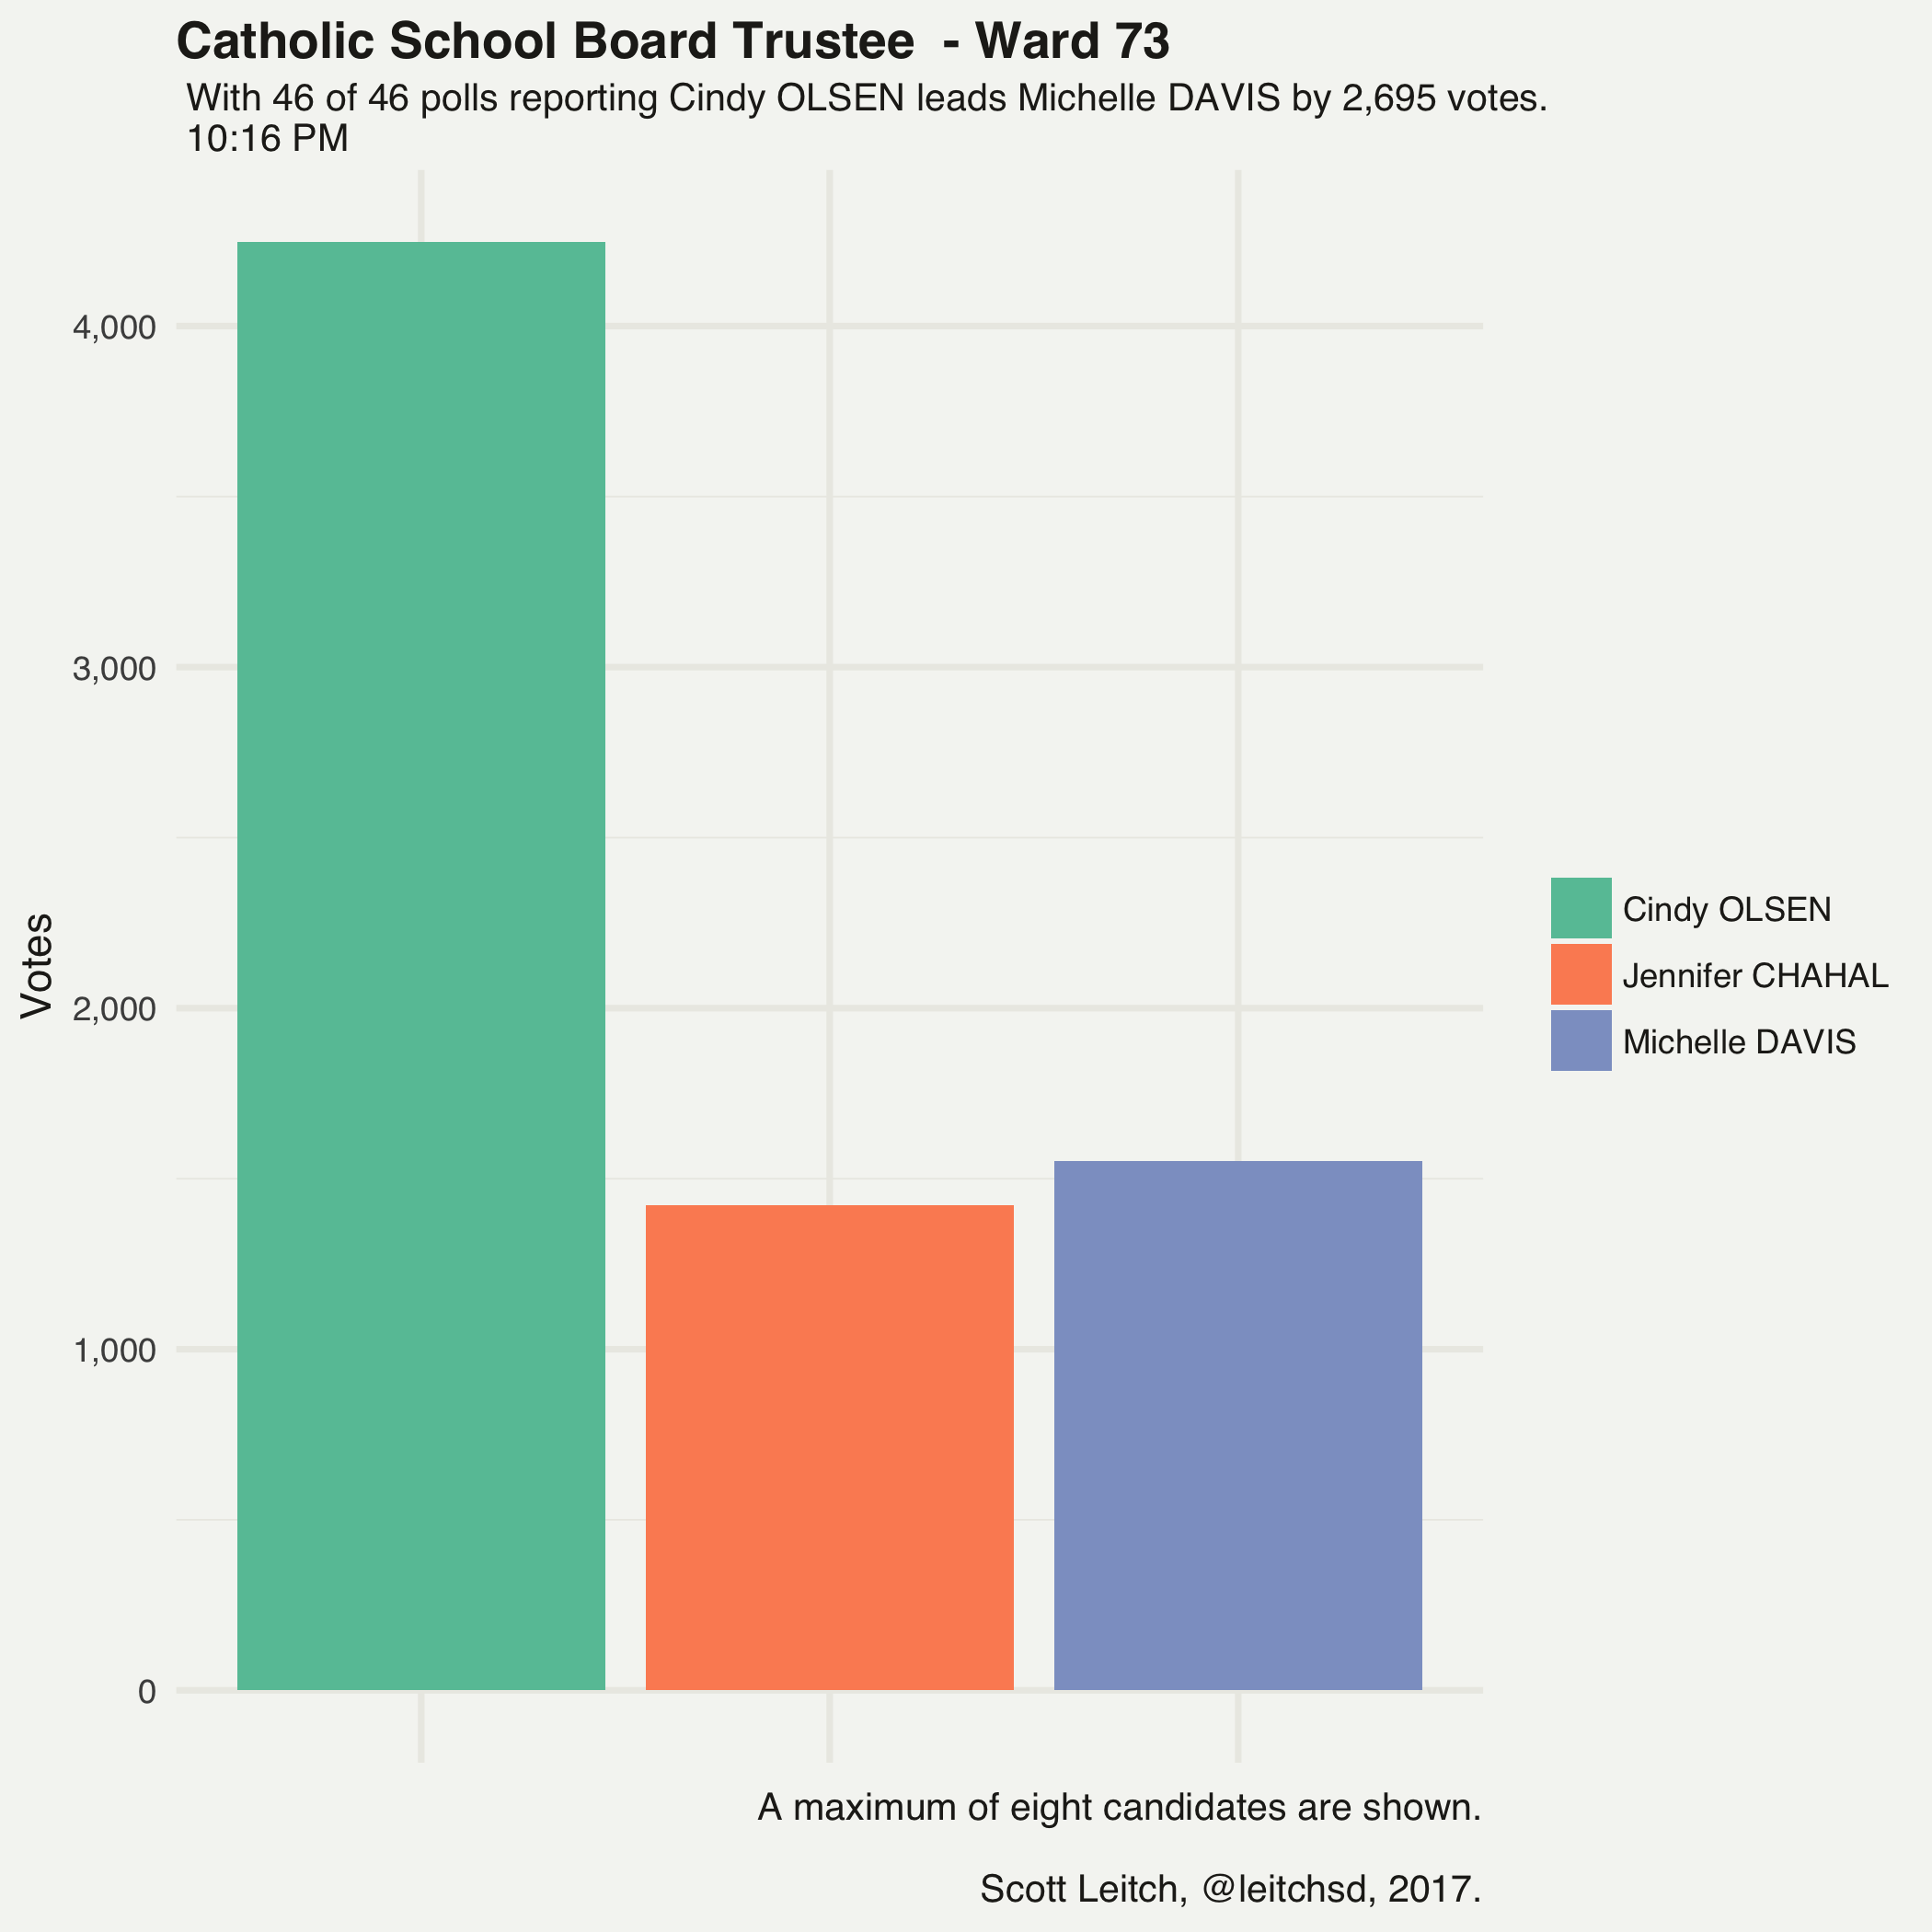 Catholic School Board Trustee  - Ward 73
With 46 of 46 polls reporting Cindy OLSEN leads Michelle DAVIS by 2,695 votes.
10:16 PM
Votes
4,000
3,000
2,000
1,000
0
Cindy OLSEN
Jennifer CHAHAL
Michelle DAVIS
A maximum of eight candidates are shown.
Scott Leitch, @leitchsd, 2017.